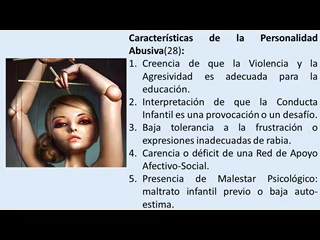 Características de la Personalidad
Abusiva(28):
1. Creencia de que la Violencia y la
Agresividad es adecuada para la
educación.
2. Interpretación de que la Conducta
Infantil es una provocación o un desafío.
3. Baja tolerancia a la frustración o
expresiones inadecuadas de rabia.
4. Carencia o déficit de una Red de Apoyo
Afectivo-Social.
5. Presencia de Malestar Psicológico:
maltrato infantil previo o baja auto-
estima.